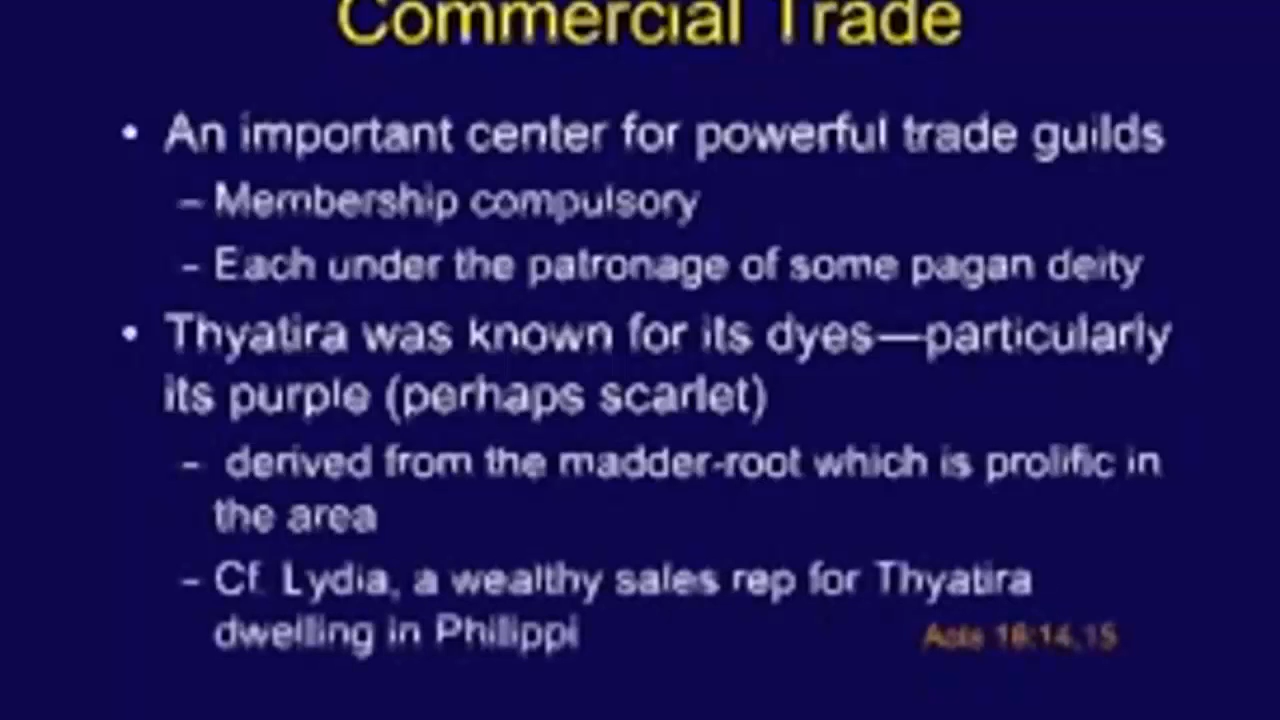 Commercial Trade
• An important center for powerful trade guilds
– Membership compulsory
– Each under the patronage of some pagan deity
• Thyatira was known for its dyes—particularly
its purple (perhaps scarlet)
– derived from the madder-root which is prolific in
the area
– Cf. Lydia, a wealthy sales rep for Thyatira
dwelling in Philippi
Acts 16:14,15